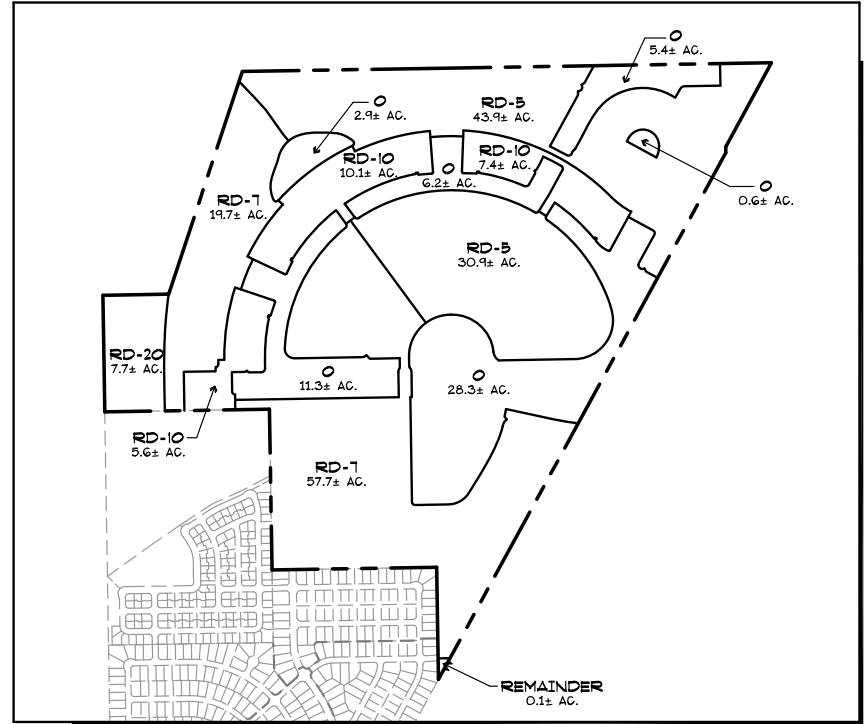 O
5.4± AC.
O
2.9± AC.
RD-5
43.9± AC.
RD-10
10.1± AC.
RD-10
7.4± AC.
O
6.2± AC.
O
0.6± AC.
RD-7
19.7± AC.
RD-5
30.9± AC.
RD-20
7.7± AC.
O
11.3± AC.
O
28.3± AC.
RD-10
5.6± AC.
RD-7
57.7± AC.
REMAINDER
0.1± AC.